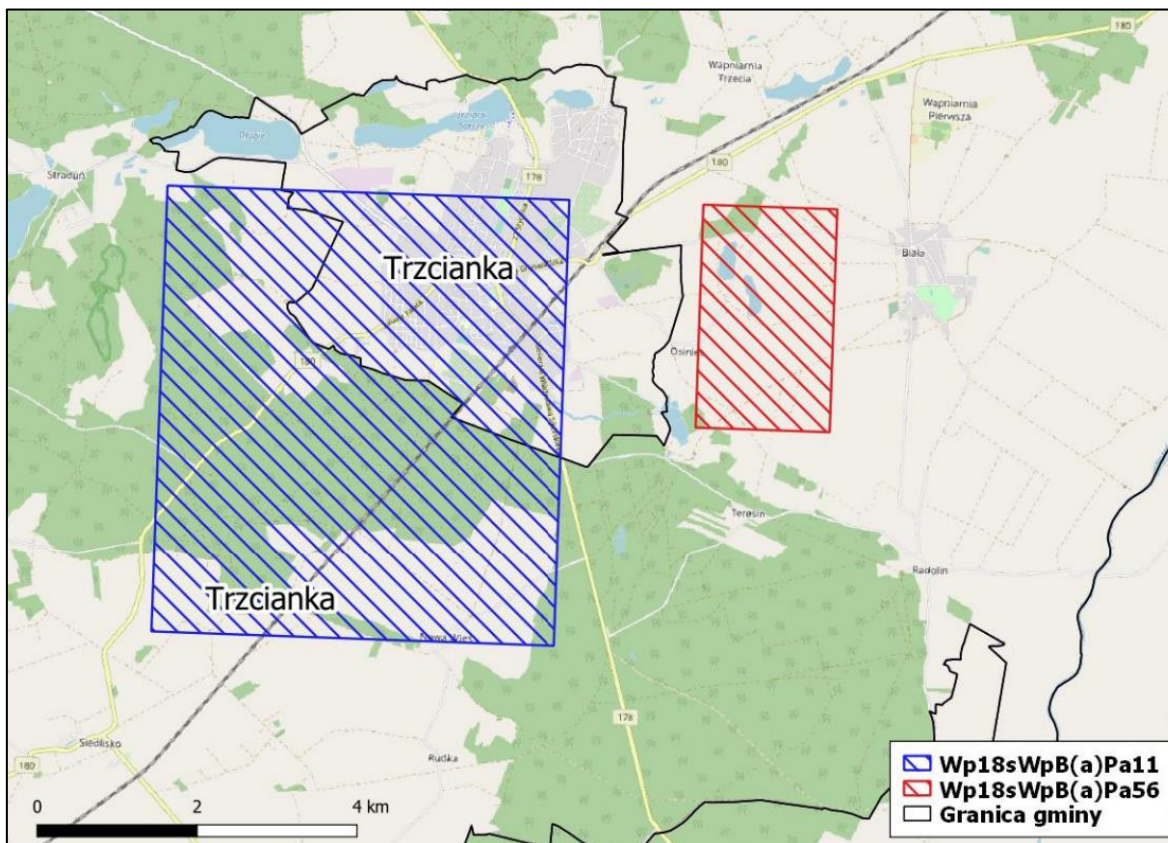 180
Wapniarnia
Trzecia
Wapniarnia
Pierwsza
Długie
178
180
Straduń
Biała
Trzcianka
Osiniec
180
Teresin
Radolin
Trzcianka
Nowa Wieś
178
Siedlisko
Rudka
180
0 2 4 km
Wp18sWpB(a)Pa11
Wp18sWpB(a)Pa56
Granica gminy